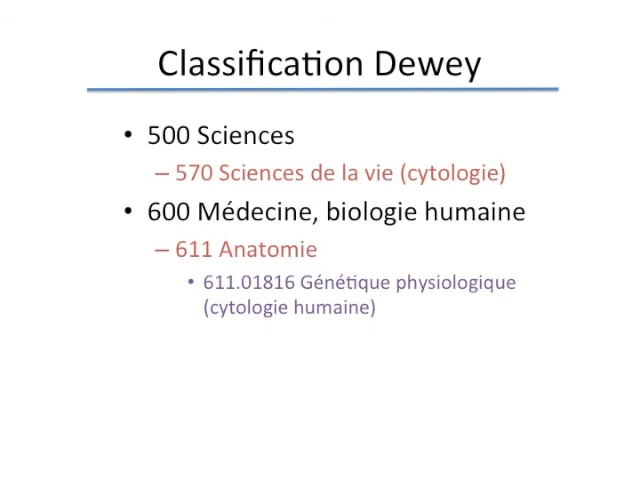 Classification Dewey
• 500 Sciences
– 570 Sciences de la vie (cytologie)
• 600 Médecine, biologie humaine
– 611 Anatomie
• 611.01816 Génétique physiologique
(cytologie humaine)